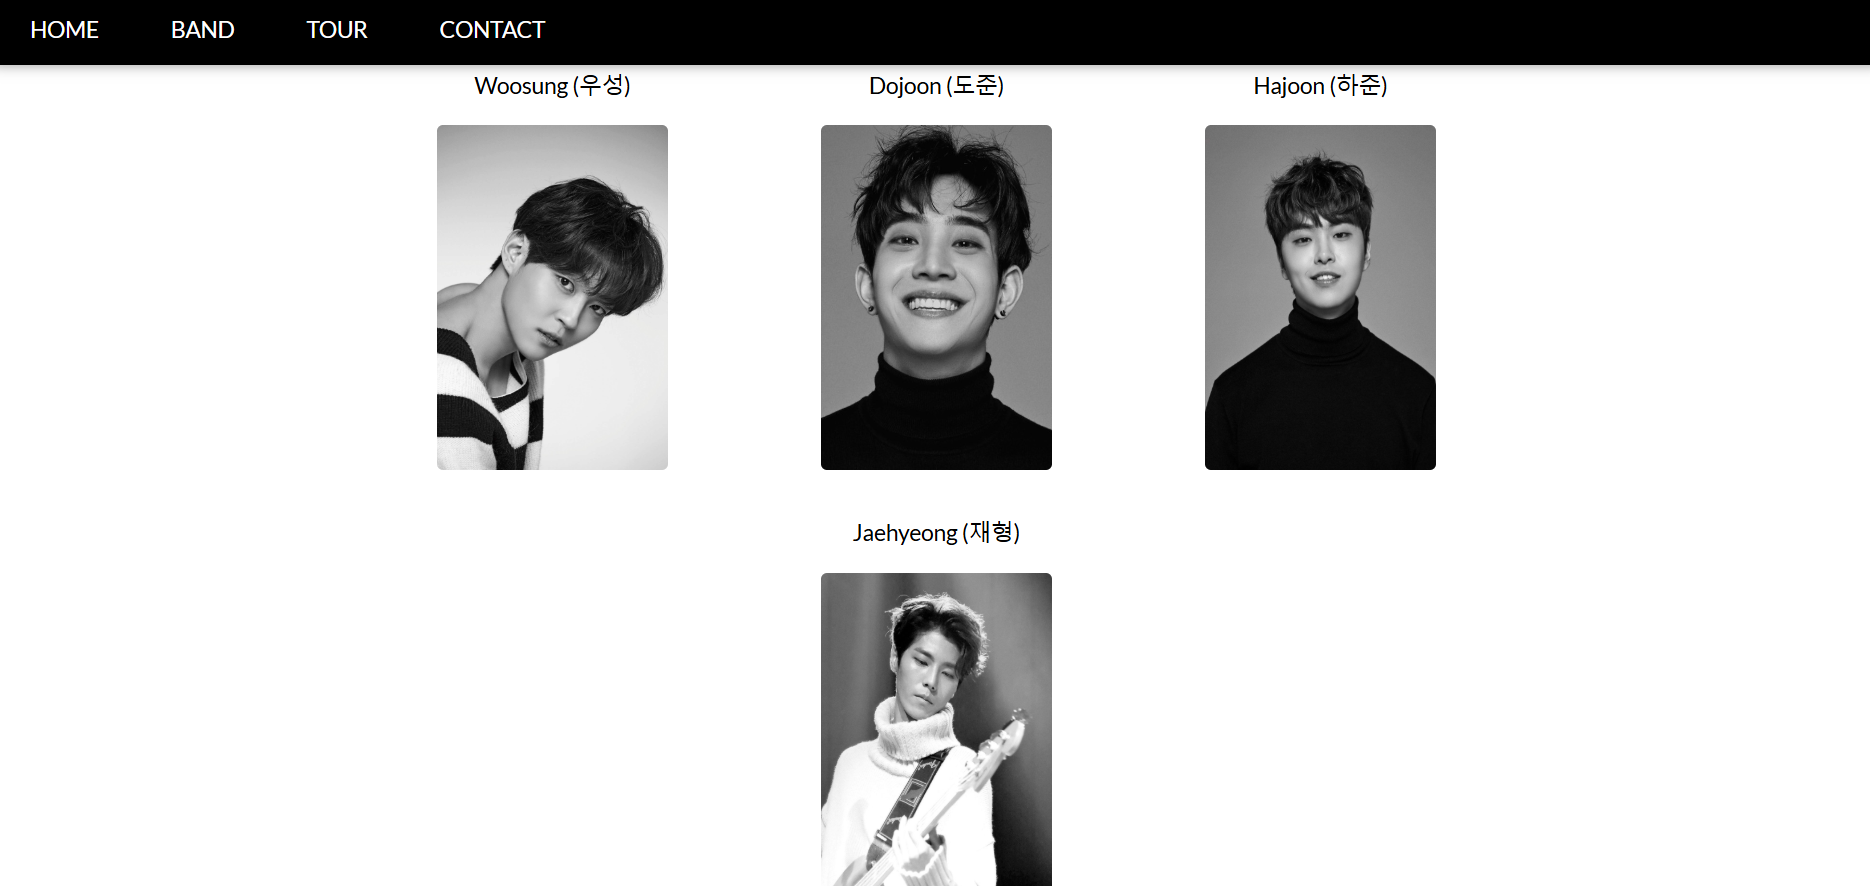 HOME BAND TOUR CONTACT
Woosung (우성) Dojoon (도준) Hajoon (하준)
Jaehyeong (재형)